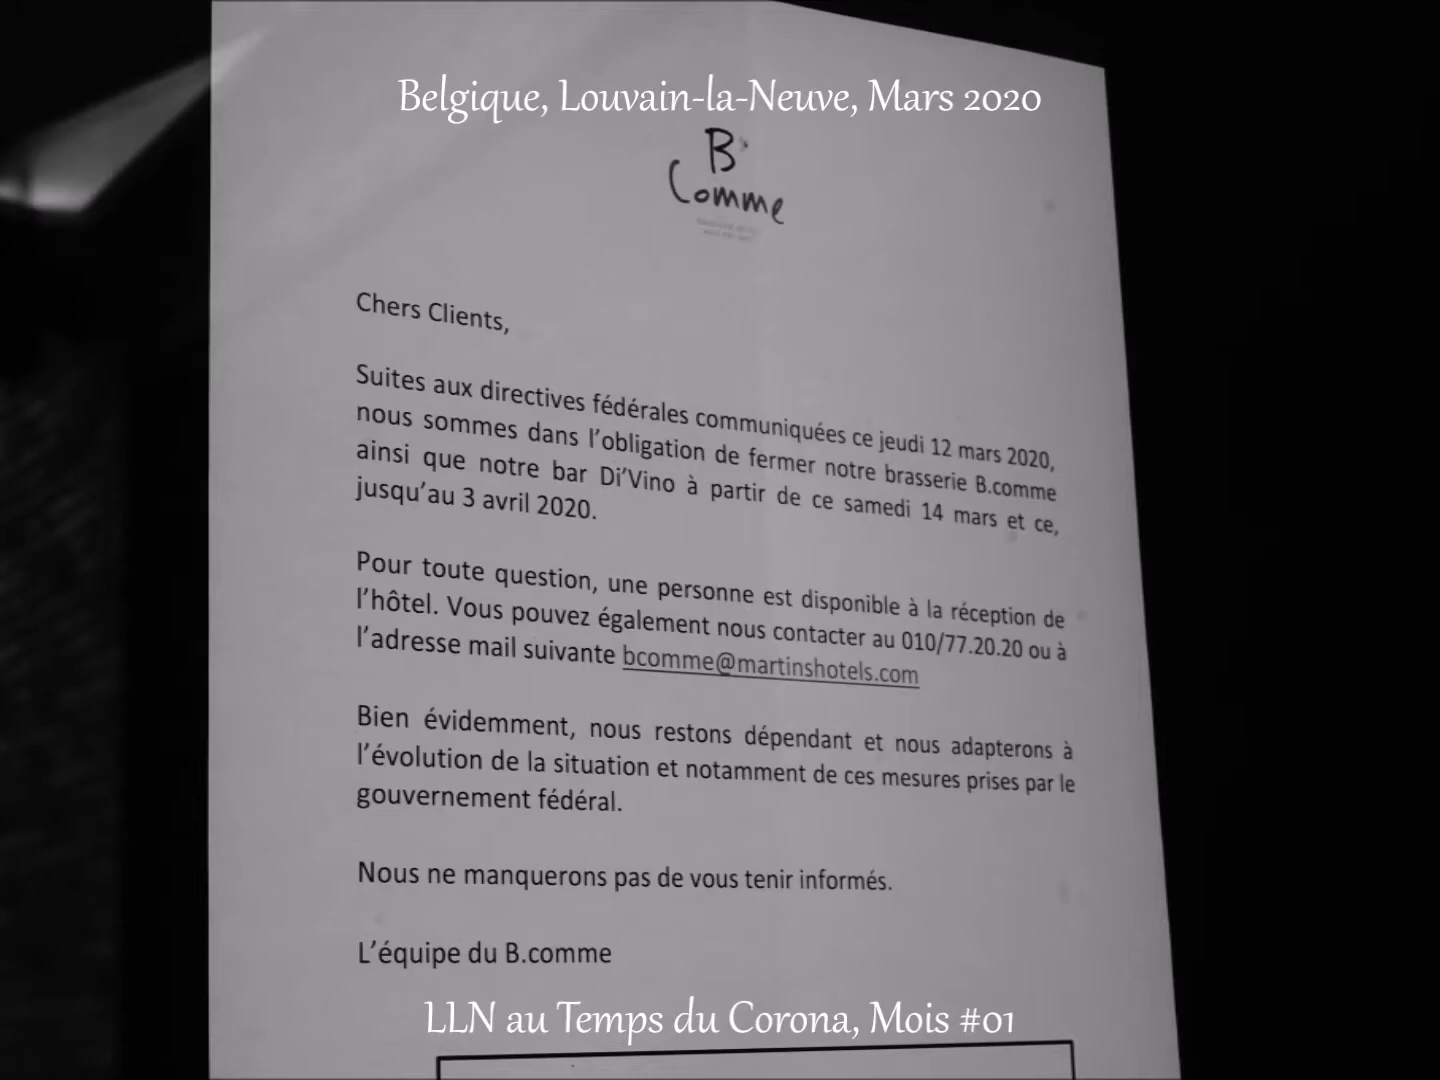 Belgique, Louvain-la-Neuve, Mars 2020
B
Comme
Chers Clients,
Suites aux directives fédérales communiquées ce jeudi 12 mars 2020,
nous sommes dans l'obligation de fermer notre brasserie B.comme
ainsi que notre bar Di'Vino à partir de ce samedi 14 mars et ce,
jusqu'au 3 avril 2020.
Pour toute question, une personne est disponible à la réception de
l'hôtel. Vous pouvez également nous contacter au 010/77.20.20 ou à
l'adresse mail suivante bcomme@martinshotels.com
Bien évidemment, nous restons dépendant et nous adapterons à
l'évolution de la situation et notamment de ces mesures prises par le
gouvernement fédéral.
Nous ne manquerons pas de vous tenir informés.
L'équipe du B.comme
LLN au Temps du Corona, Mois #01